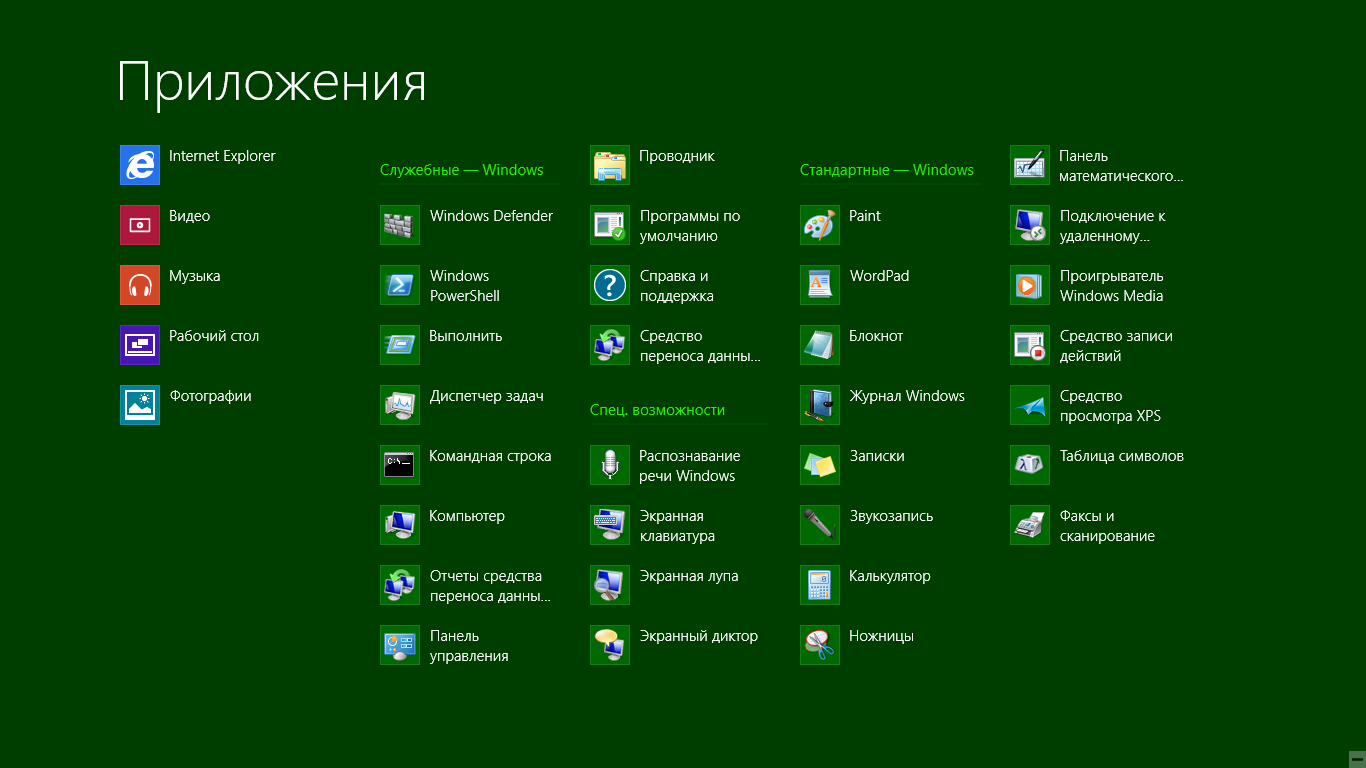 Приложения
Internet Explorer
Видео
Музыка
Рабочий стол
Фотографии
Служебные — Windows
Windows Defender
Windows
PowerShell
Выполнить
Диспетчер задач
Командная строка
Компьютер
Отчеты средства
переноса данны...
Панель
управления
Проводник
Программы по
умолчанию
Справка и
поддержка
Средство
переноса данны...
Спец. возможности
Распознавание
речи Windows
Экранная
клавиатура
Экранная лупа
Экранный диктор
Стандартные — Windows
Paint
WordPad
Блокнот
Журнал Windows
Записки
Звукозапись
Калькулятор
Ножницы
Панель
математического...
Подключение к
удаленному...
Проигрыватель
Windows Media
Средство записи
действий
Средство
просмотра XPS
Таблица символов
Факсы и
сканирование